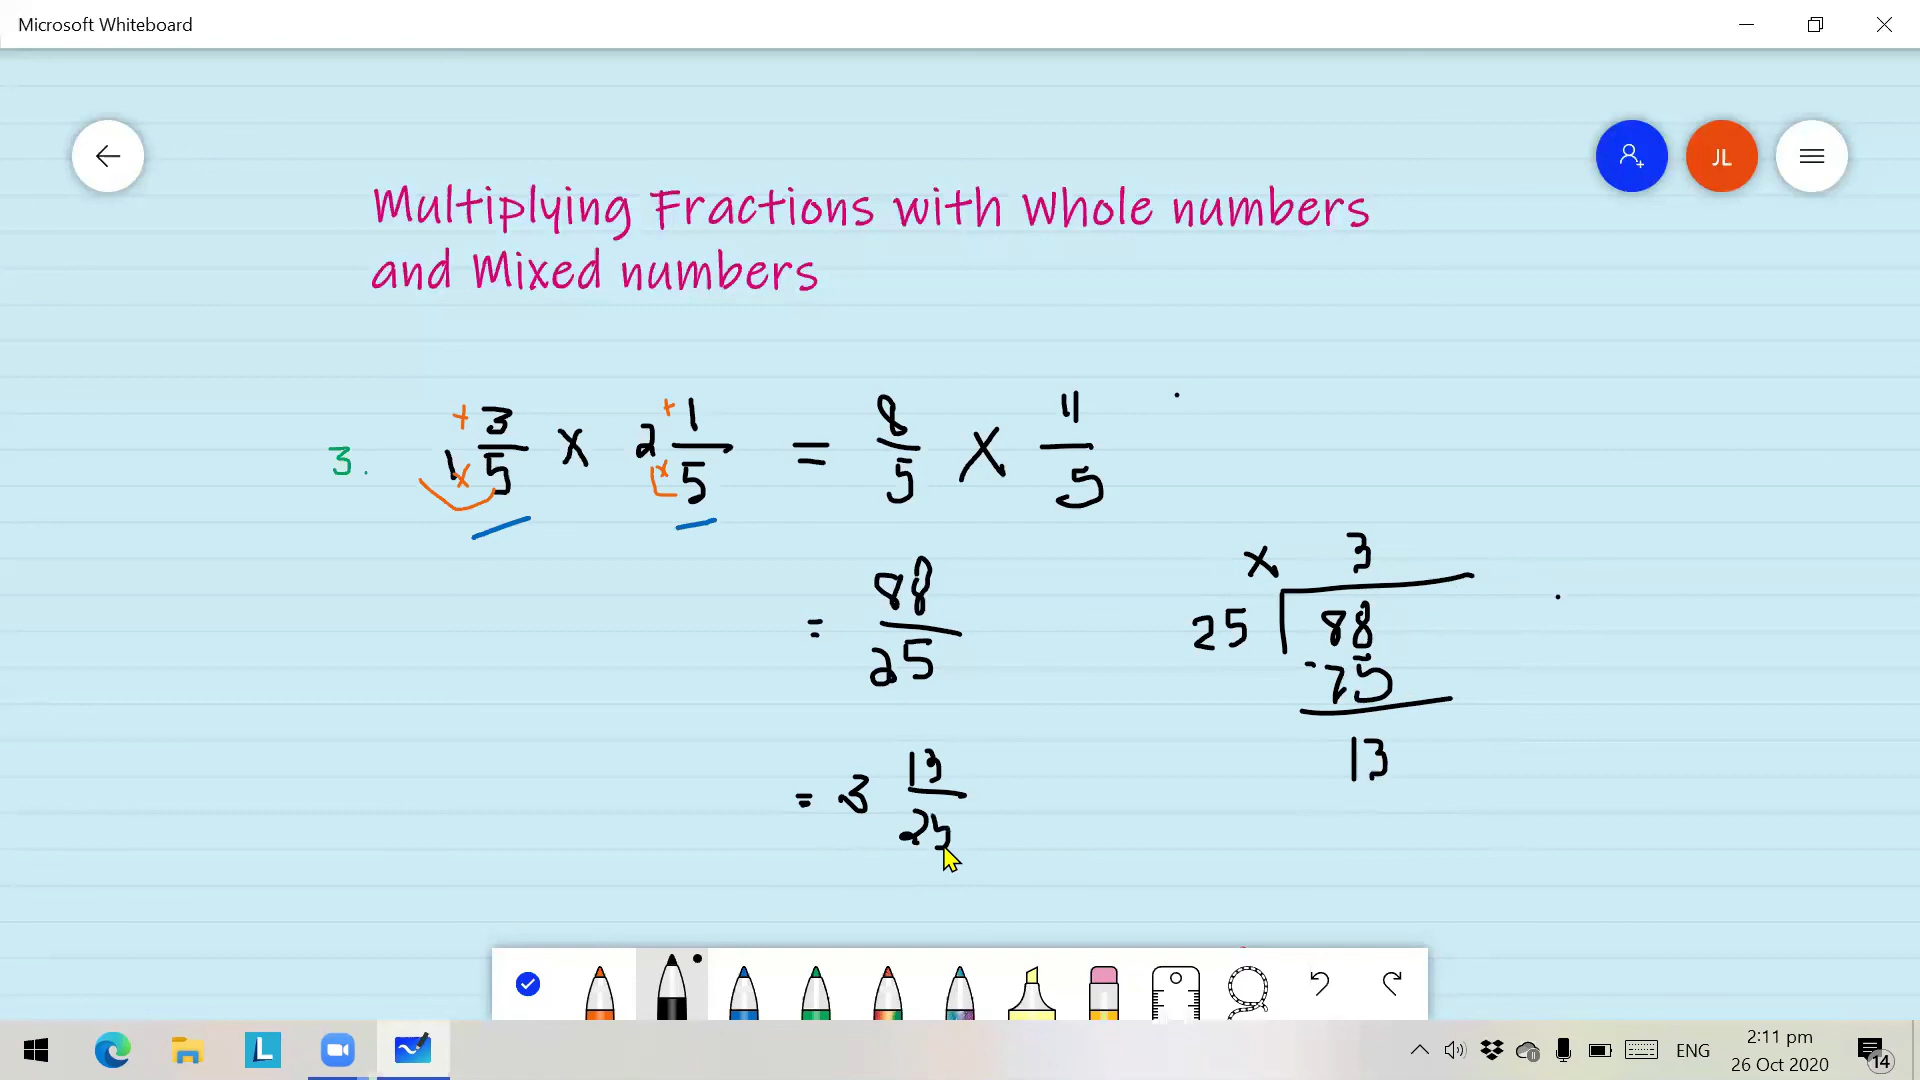 Microsoft Whiteboard
JL
Multiplying Fractions with Whole numbers
and Mixed numbers
3. 1 3/5 x 2 1/5 = 8/5 x 11/5
+ x + x
= 88/25
x 3
25 88
-75
13
= 3 13/25
L
ENG
2:11 pm
26 Oct 2020
14